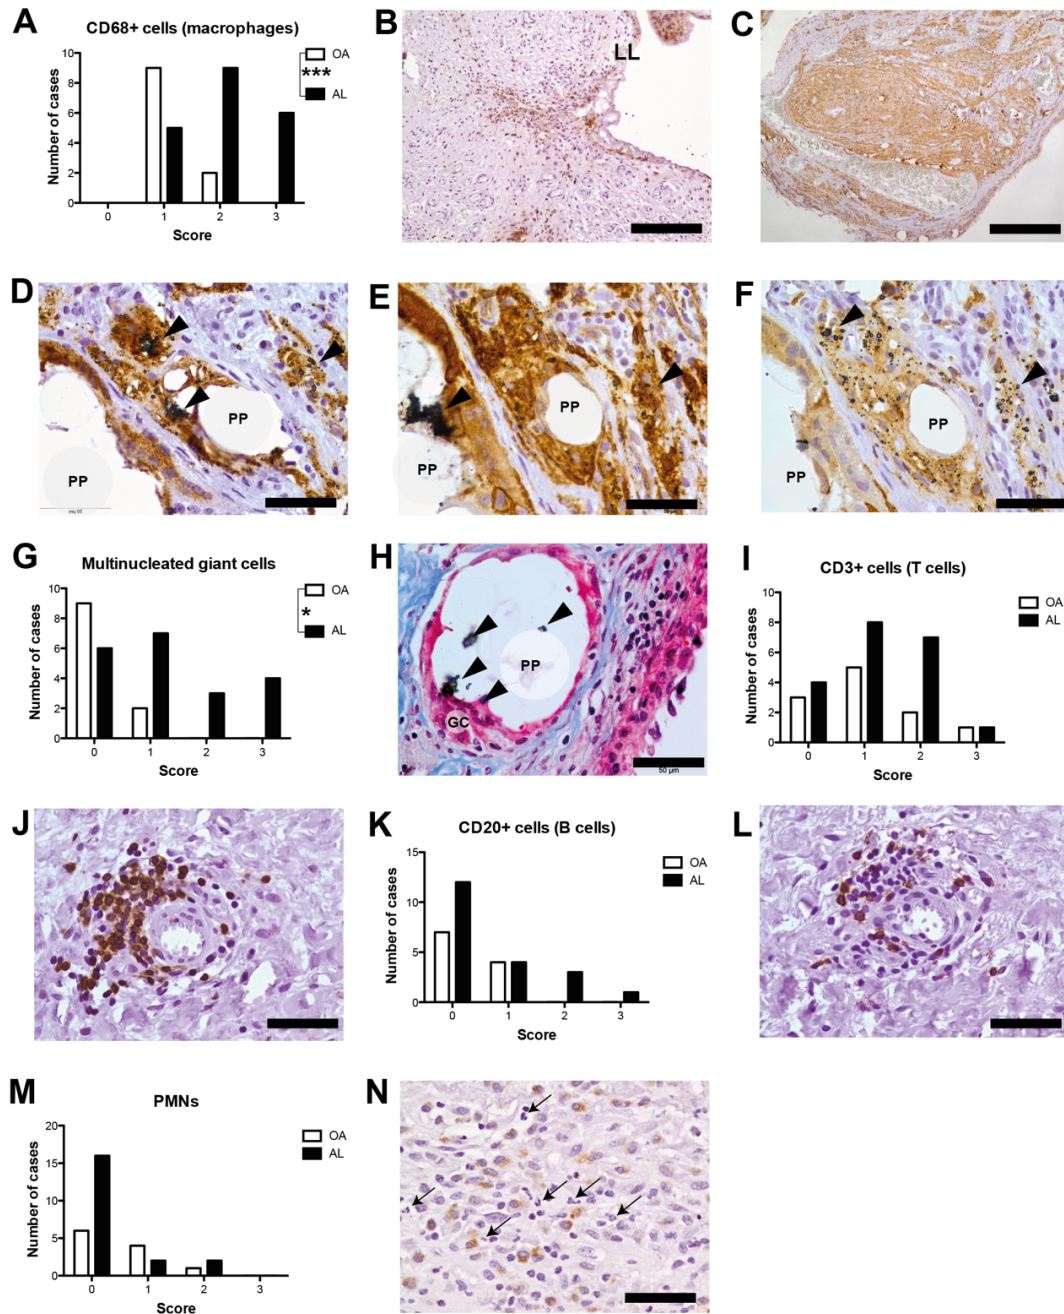 A
CD68+ cells (macrophages)
OA
***
AL
Number of cases
10
8
6
4
2
0
0 1 2 3
Score
B
LL
C
D
PP
PP
E
PP
PP
F
PP
PP
G
Multinucleated giant cells
OA
*
AL
Number of cases
10
8
6
4
2
0
0 1 2 3
Score
H
PP
GC
50 µm
I
CD3+ cells (T cells)
OA
AL
Number of cases
10
8
6
4
2
0
0 1 2 3
Score
J
K
CD20+ cells (B cells)
OA
AL
Number of cases
15
10
5
0
0 1 2 3
Score
L
M
PMNs
OA
AL
Number of cases
20
15
10
5
0
0 1 2 3
Score
N